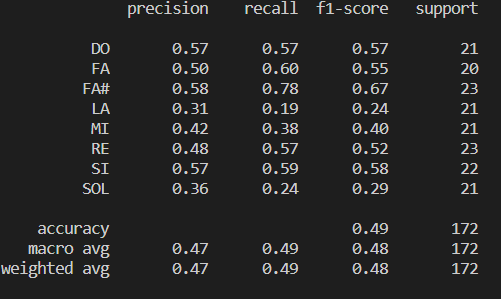 precision recall f1-score support
DO 0.57 0.57 0.57 21
FA 0.50 0.60 0.55 20
FA# 0.58 0.78 0.67 23
LA 0.31 0.19 0.24 21
MI 0.42 0.38 0.40 21
RE 0.48 0.57 0.52 23
SI 0.57 0.59 0.58 22
SOL 0.36 0.24 0.29 21
accuracy 0.49 172
macro avg 0.47 0.49 0.48 172
weighted avg 0.47 0.49 0.48 172